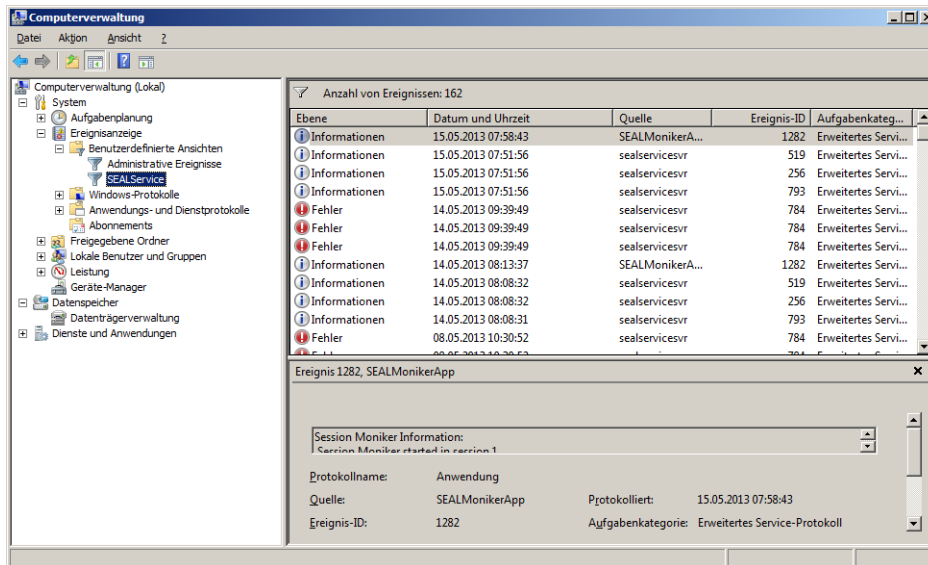 Computerverwaltung
Datei Aktion Ansicht ?
Computerverwaltung (Lokal)
System
Aufgabenplanung
Ereignisanzeige
Benutzerdefinierte Ansichten
Administrative Ereignisse
SEALService
Windows-Protokolle
Anwendungs- und Dienstprotokolle
Abonnements
Freigegebene Ordner
Lokale Benutzer und Gruppen
Leistung
Geräte-Manager
Datenspeicher
Datenträgerverwaltung
Dienste und Anwendungen
Anzahl von Ereignissen: 162
Ebene Datum und Uhrzeit Quelle Ereignis-ID Aufgabenkateg...
Informationen 15.05.2013 07:58:43 SEALMonikerA... 1282 Erweitertes Servi...
Informationen 15.05.2013 07:51:56 sealservicesvr 519 Erweitertes Servi...
Informationen 15.05.2013 07:51:56 sealservicesvr 256 Erweitertes Servi...
Informationen 15.05.2013 07:51:56 sealservicesvr 793 Erweitertes Servi...
Fehler 14.05.2013 09:39:49 sealservicesvr 784 Erweitertes Servi...
Fehler 14.05.2013 09:39:49 sealservicesvr 784 Erweitertes Servi...
Fehler 14.05.2013 09:39:49 sealservicesvr 784 Erweitertes Servi...
Informationen 14.05.2013 08:13:37 SEALMonikerA... 1282 Erweitertes Servi...
Informationen 14.05.2013 08:08:32 sealservicesvr 519 Erweitertes Servi...
Informationen 14.05.2013 08:08:32 sealservicesvr 256 Erweitertes Servi...
Informationen 14.05.2013 08:08:31 sealservicesvr 793 Erweitertes Servi...
Fehler 08.05.2013 10:30:52 sealservicesvr 784 Erweitertes Servi...
Ereignis 1282, SEALMonikerApp
Session Moniker Information:
Session Moniker started in session 1
Protokollname: Anwendung
Quelle: SEALMonikerApp Protokolliert: 15.05.2013 07:58:43
Ereignis-ID: 1282 Aufgabenkategorie: Erweitertes Service-Protokoll